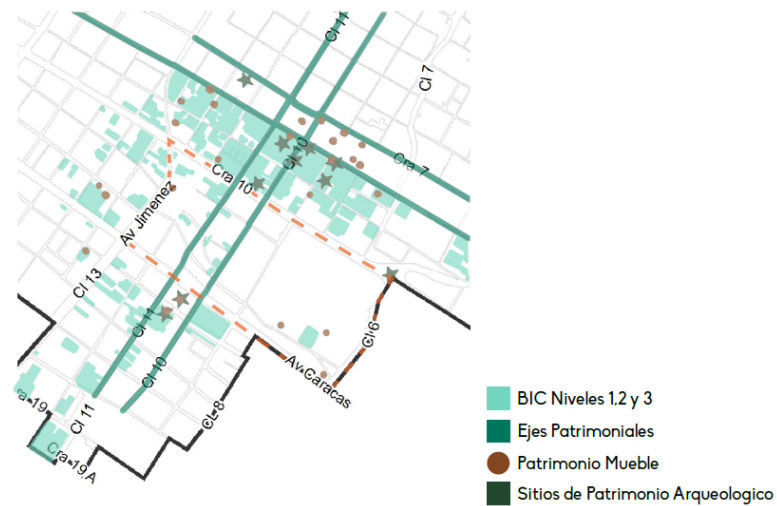 Cl 11
Cl 7
Cl 10
Cra 7
Cra 10
Av Jimenez
Cl 13
Cl 11
Cl 6
Cl 10
Av Caracas
ra 19
Cl 11
CL 8
Cra 19 A
BIC Niveles 1,2 y 3
Ejes Patrimoniales
Patrimonio Mueble
Sitios de Patrimonio Arqueologico